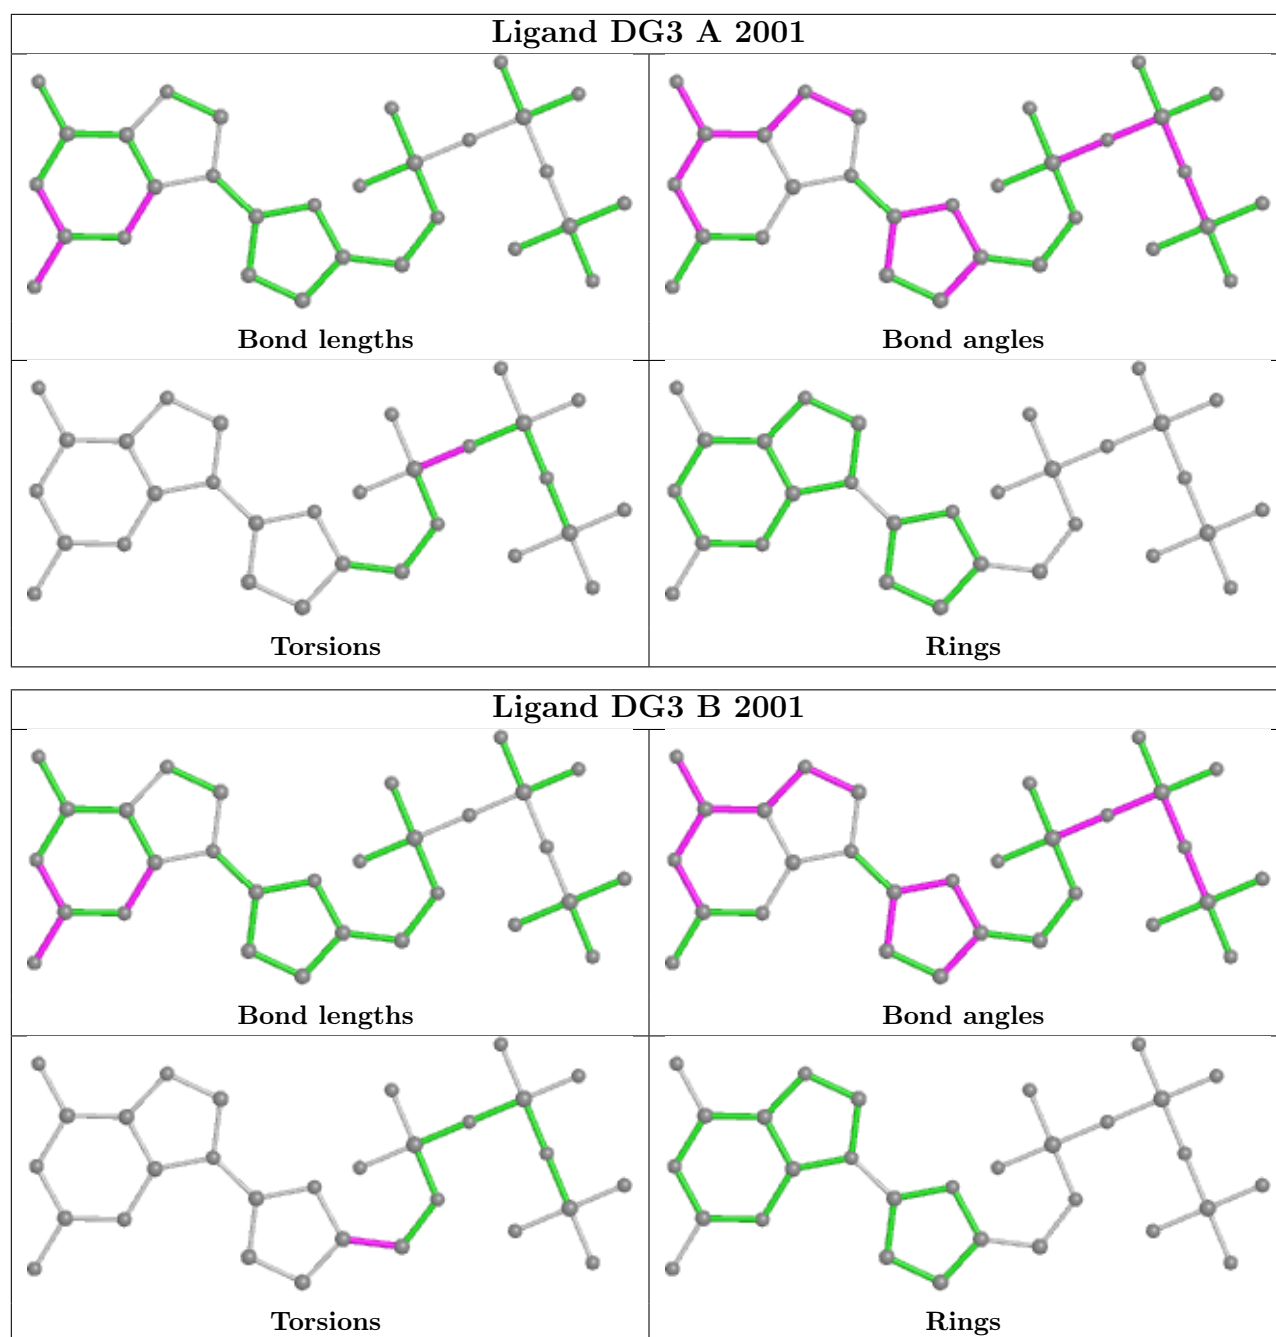 Ligand DG3 A 2001
Bond lengths
Bond angles
Torsions
Rings
Ligand DG3 B 2001
Bond lengths
Bond angles
Torsions
Rings